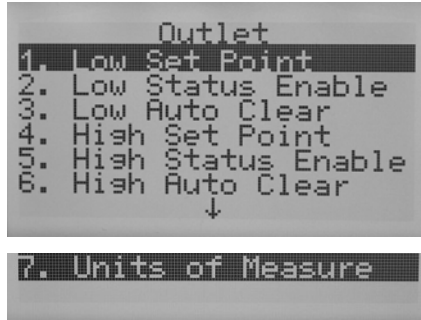 Outlet
1. Low Set Point
2. Low Status Enable
3. Low Auto Clear
4. High Set Point
5. High Status Enable
6. High Auto Clear
↓
7. Units of Measure